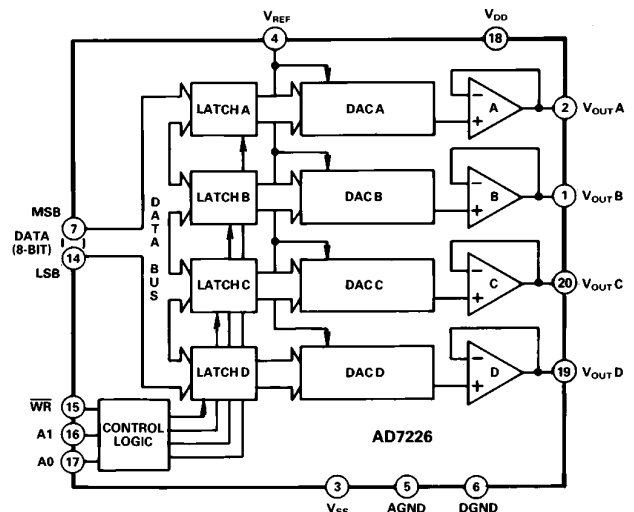 VREF
4
VDD
18
LATCH A
DAC A
A
2
VOUT A
LATCH B
DAC B
B
1
VOUT B
MSB
7
DATA
(8-BIT)
14
LSB
DATA BUS
LATCH C
DAC C
C
20
VOUT C
LATCH D
DAC D
D
19
VOUT D
WR
15
A1
16
A0
17
CONTROL
LOGIC
AD7226
3
5
6
VSS
AGND
DGND